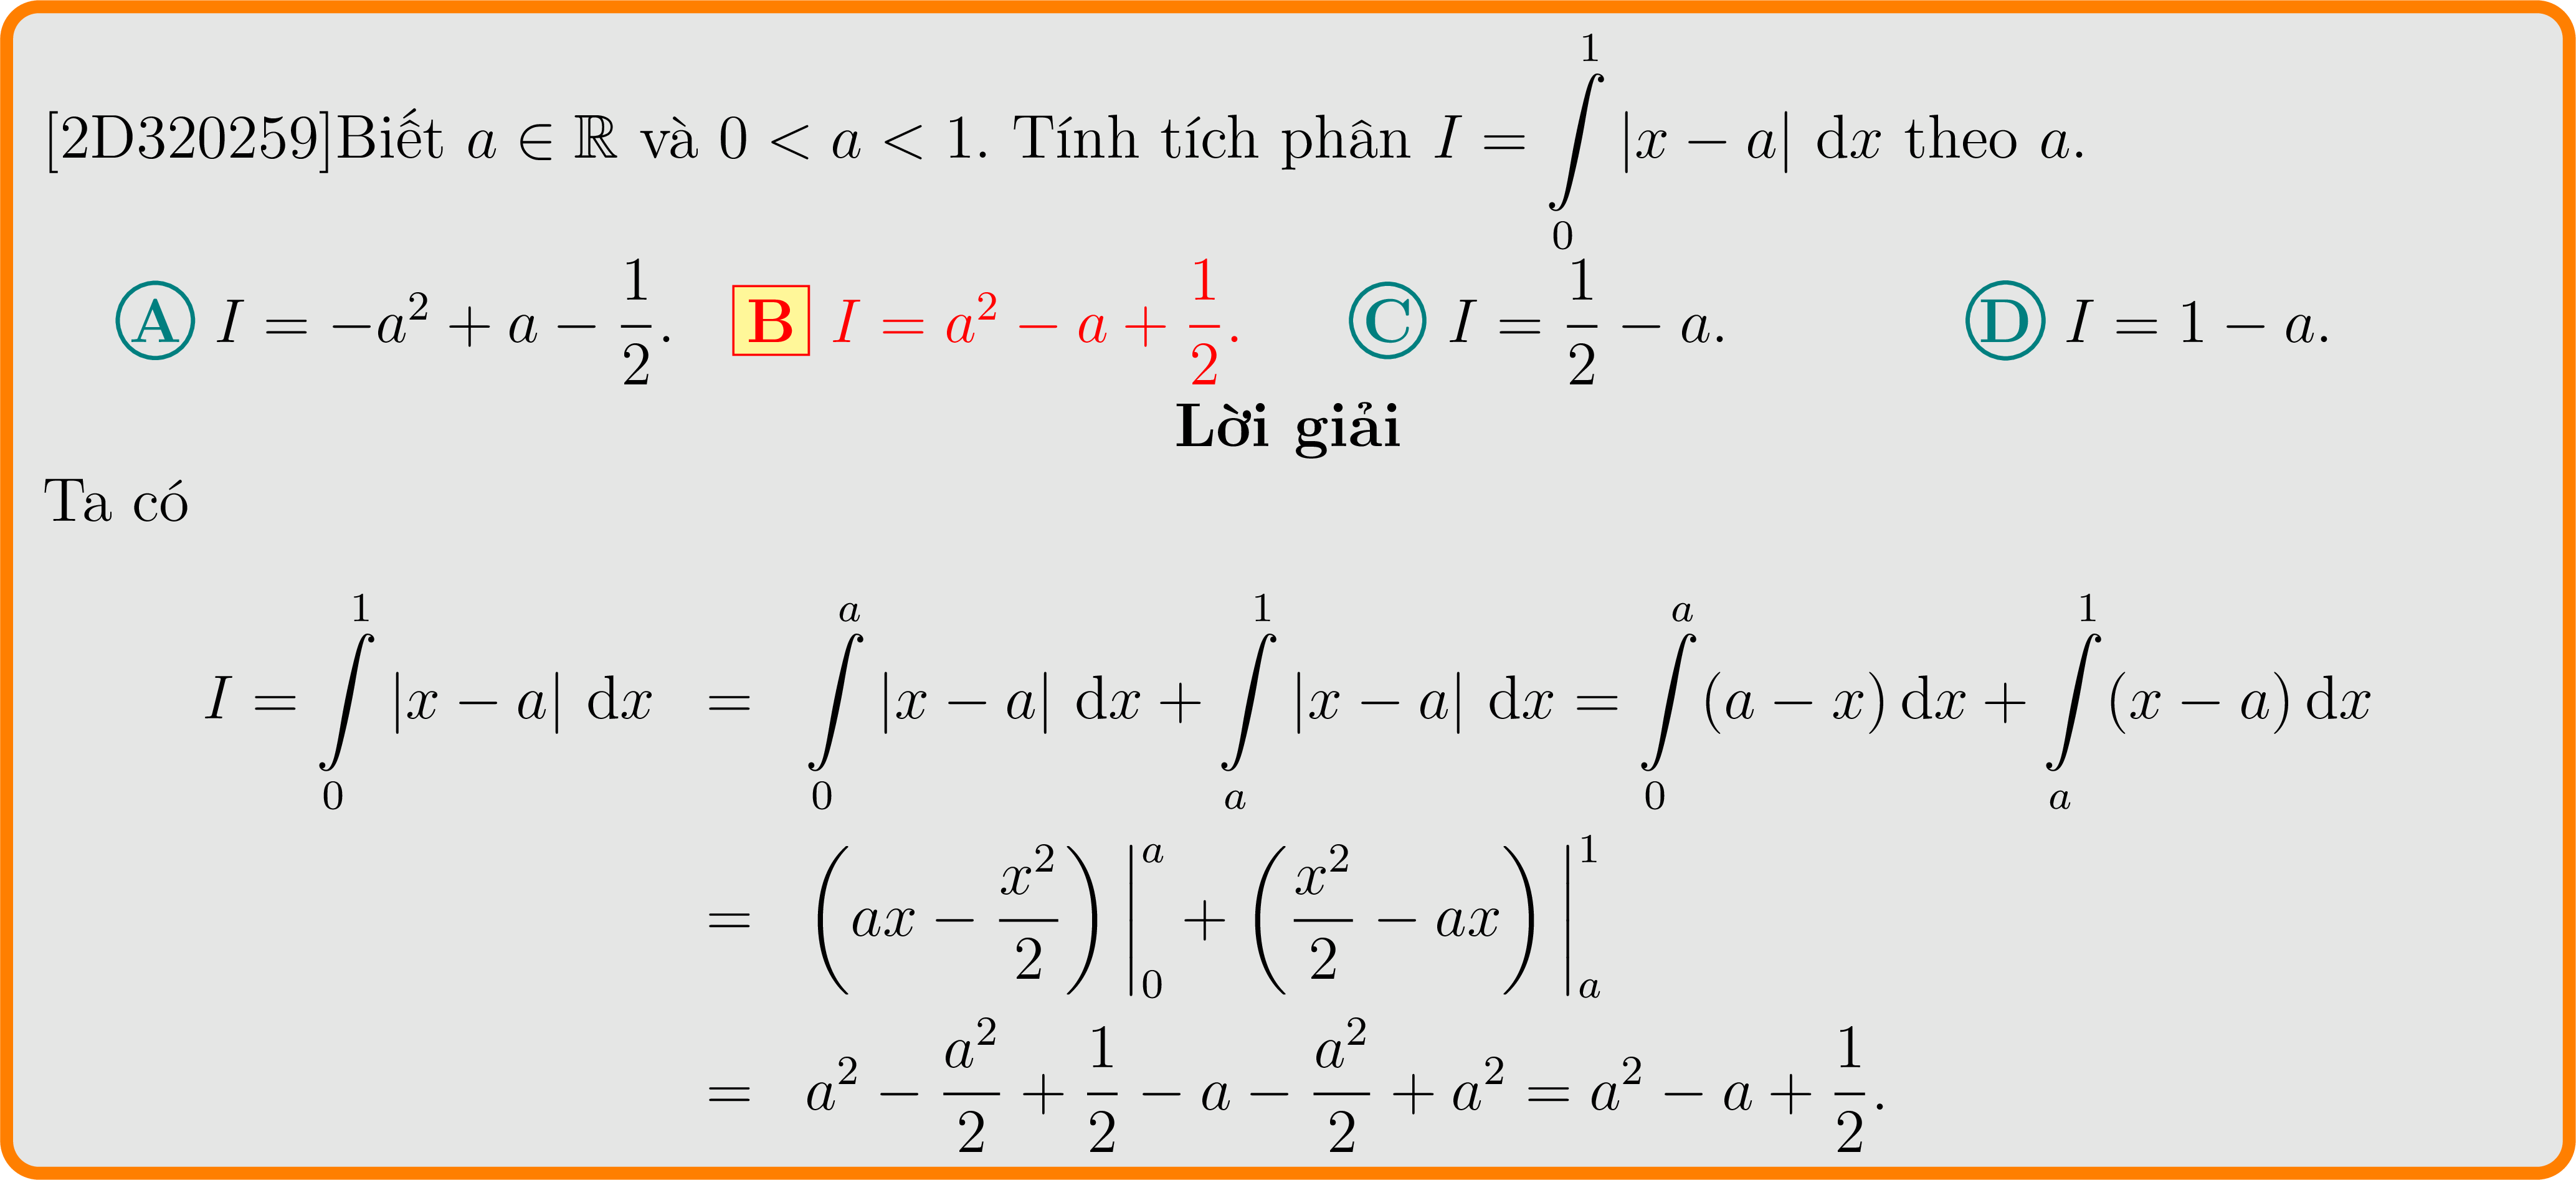 [2D320259]Biết $a \in \mathbb{R}$ và $0 < a < 1$. Tính tích phân $I = \int\limits_0^1 |x - a| \, \mathrm{d}x$ theo $a$.
A $I = -a^2 + a - \frac{1}{2}$. B $I = a^2 - a + \frac{1}{2}$. C $I = \frac{1}{2} - a$. D $I = 1 - a$.
Lời giải
Ta có
$I = \int\limits_0^1 |x - a| \, \mathrm{d}x = \int\limits_0^a |x - a| \, \mathrm{d}x + \int\limits_a^1 |x - a| \, \mathrm{d}x = \int\limits_0^a (a - x) \, \mathrm{d}x + \int\limits_a^1 (x - a) \, \mathrm{d}x$
$= \left( ax - \frac{x^2}{2} \right) \Big|_0^a + \left( \frac{x^2}{2} - ax \right) \Big|_a^1$
$= a^2 - \frac{a^2}{2} + \frac{1}{2} - a - \frac{a^2}{2} + a^2 = a^2 - a + \frac{1}{2}$.